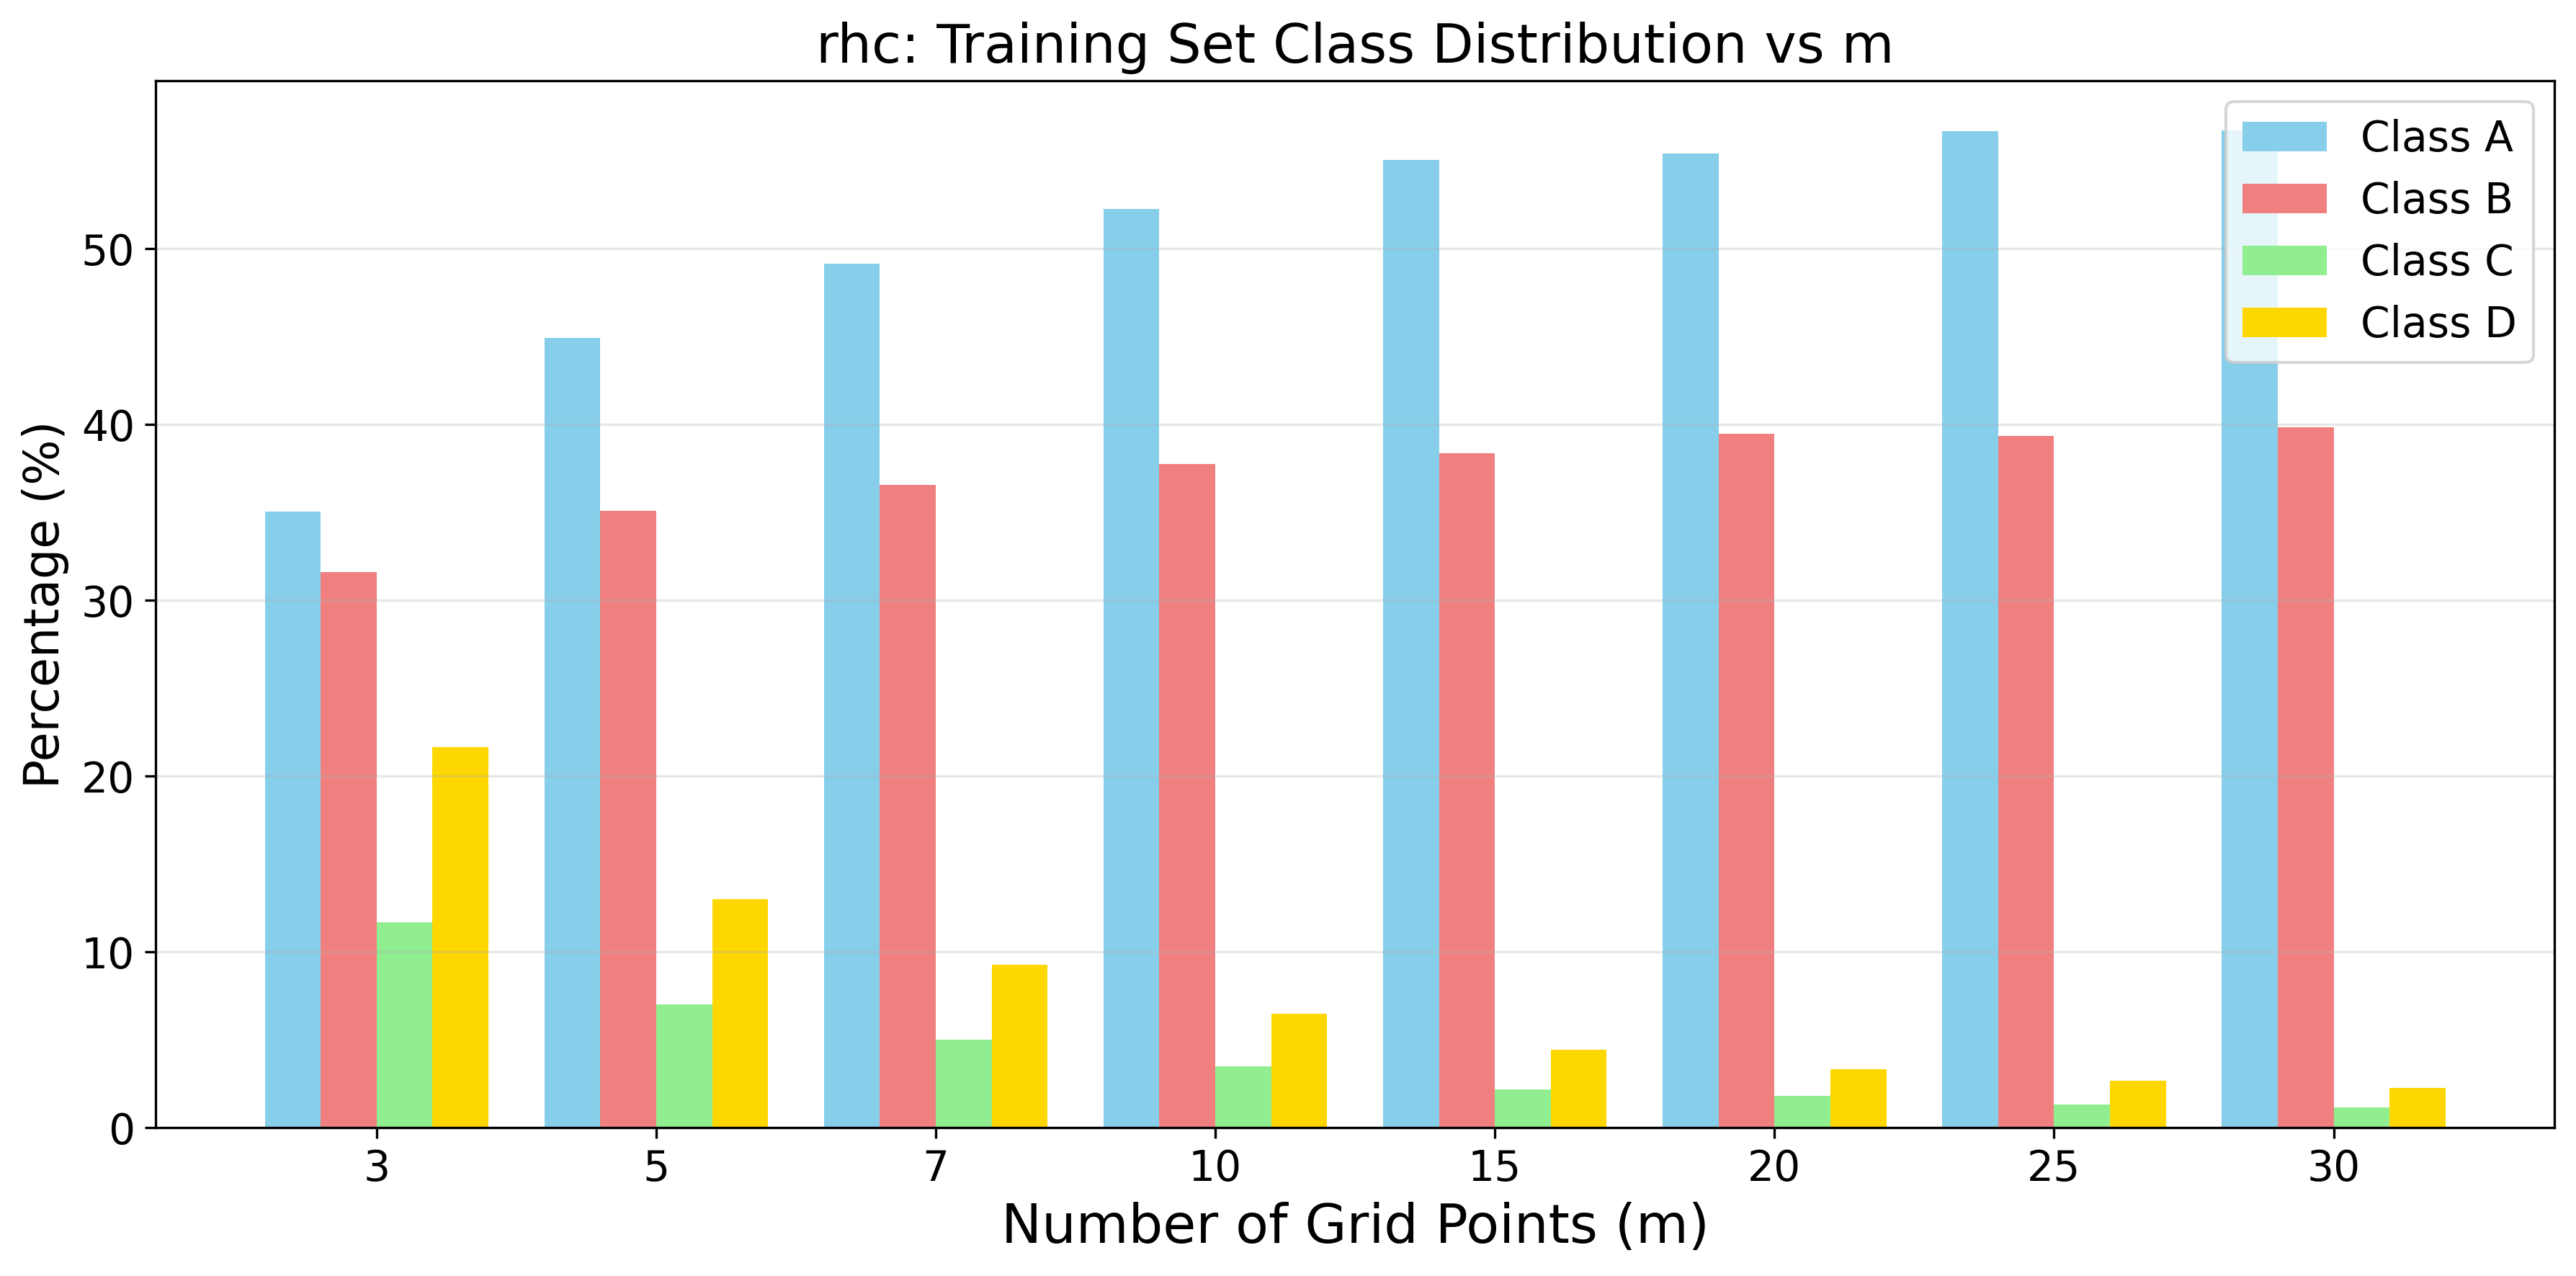 rhc: Training Set Class Distribution vs m
Class A
Class B
Class C
Class D
Percentage (%)
50
40
30
20
10
0
3 5 7 10 15 20 25 30
Number of Grid Points (m)